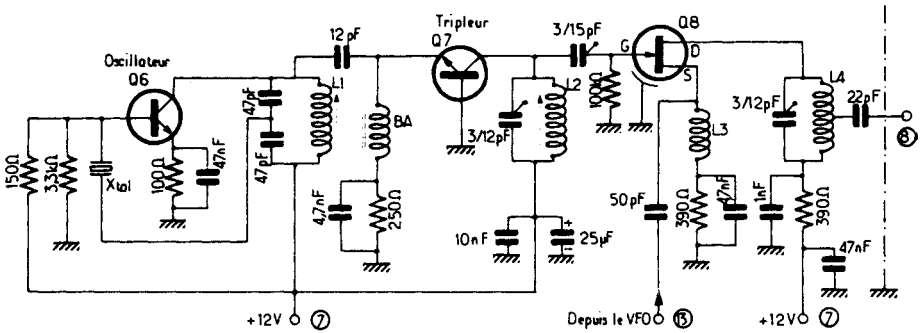 Oscillateur
Q6
Tripleur
Q7
Q8
12pF
3/15pF
G
D
S
47pF
47pF
L1
BA
L2
3/12pF
100Ω
L3
L4
3/12pF
22pF
8
150Ω
3,3kΩ
Xtal
100Ω
47nF
4,7nF
250Ω
10nF
25µF
+
-
50pF
390Ω
47nF
1nF
390Ω
47nF
+12V 7
Depuis le VFO 13
+12V 7